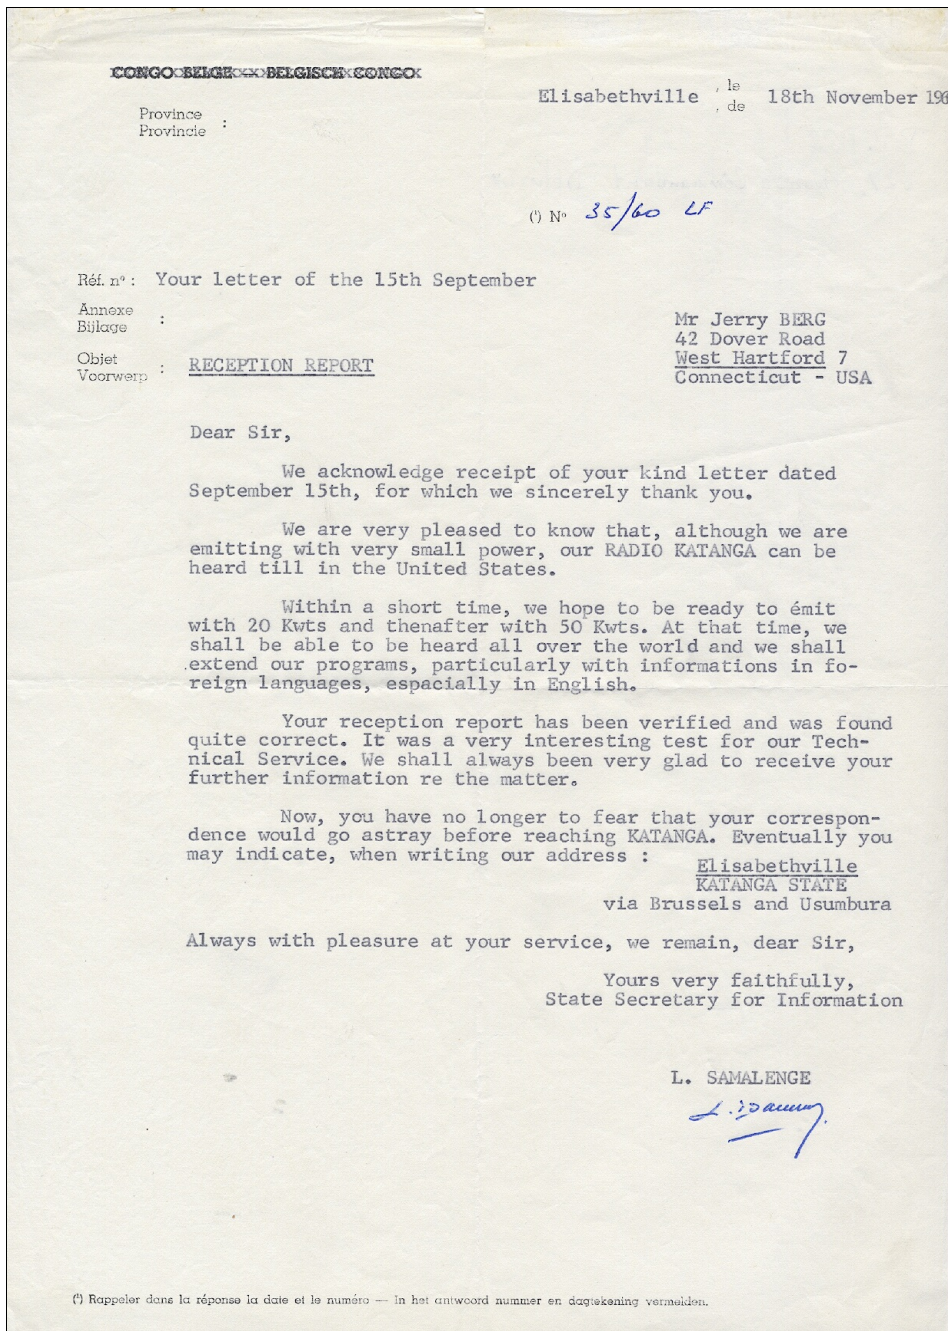 CONGO BELGE — BELGISCH CONGO
Elisabethville , le
, de 18th November 196
Province
Provincie :
(¹) Nº 35/60 LF
Réf. nº : Your letter of the 15th September
Annexe
Bijlage :
Mr Jerry BERG
42 Dover Road
West Hartford 7
Connecticut - USA
Objet
Voorwerp : RECEPTION REPORT
Dear Sir,
We acknowledge receipt of your kind letter dated
September 15th, for which we sincerely thank you.
We are very pleased to know that, although we are
emitting with very small power, our RADIO KATANGA can be
heard till in the United States.
Within a short time, we hope to be ready to émit
with 20 Kwts and thenafter with 50 Kwts. At that time, we
shall be able to be heard all over the world and we shall
extend our programs, particularly with informations in fo-
reign languages, espacially in English.
Your reception report has been verified and was found
quite correct. It was a very interesting test for our Tech-
nical Service. We shall always been very glad to receive your
further information re the matter.
Now, you have no longer to fear that your correspon-
dence would go astray before reaching KATANGA. Eventually you
may indicate, when writing our address :
Elisabethville
KATANGA STATE
via Brussels and Usumbura
Always with pleasure at your service, we remain, dear Sir,
Yours very faithfully,
State Secretary for Information
L. SAMALENGE
(¹) Rappeler dans la réponse la date et le numéro — In het antwoord nummer en dagtekening vermelden.